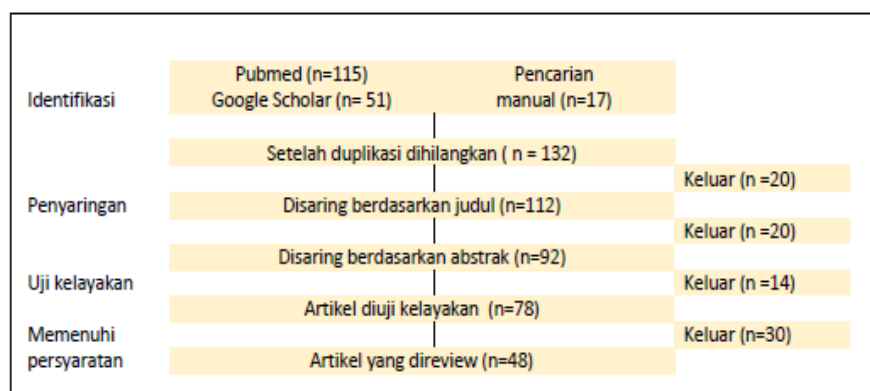 Identifikasi
Pubmed (n=115)
Google Scholar (n= 51)
Pencarian
manual (n=17)
Setelah duplikasi dihilangkan ( n = 132)
Keluar (n =20)
Penyaringan
Disaring berdasarkan judul (n=112)
Keluar (n =20)
Disaring berdasarkan abstrak (n=92)
Uji kelayakan
Keluar (n =14)
Artikel diuji kelayakan (n=78)
Memenuhi
persyaratan
Keluar (n=30)
Artikel yang direview (n=48)